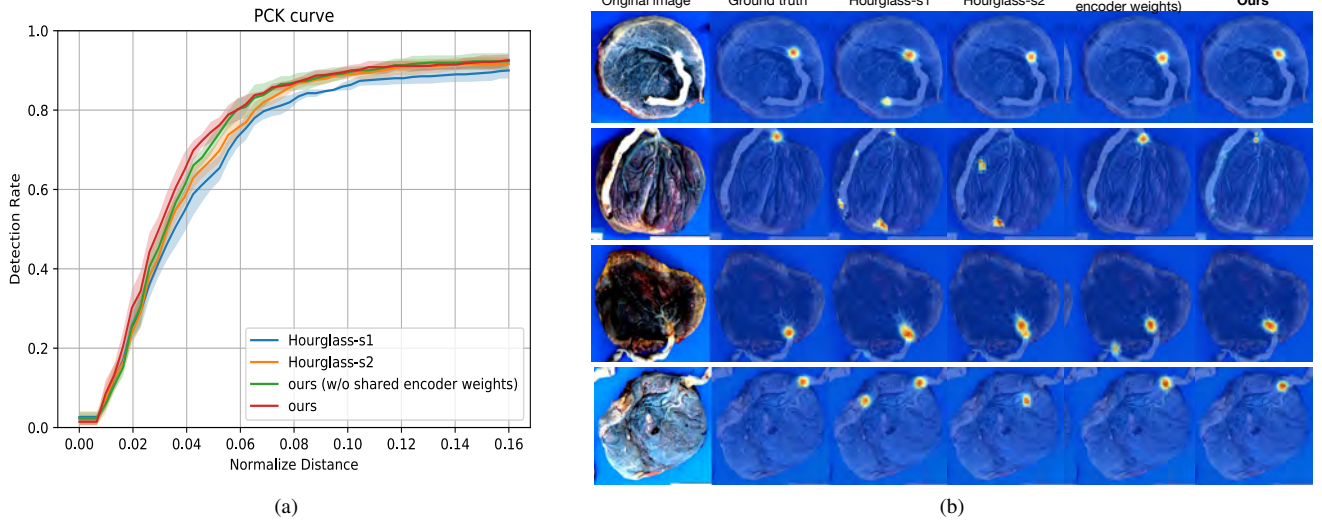 PCK curve
Detection Rate
1.0
0.8
0.6
0.4
0.2
0.0
Hourglass-s1
Hourglass-s2
ours (w/o shared encoder weights)
ours
0.00 0.02 0.04 0.06 0.08 0.10 0.12 0.14 0.16
Normalize Distance
(a)
Original image Ground truth Hourglass-s1 Hourglass-s2 encoder weights) Ours
(b)